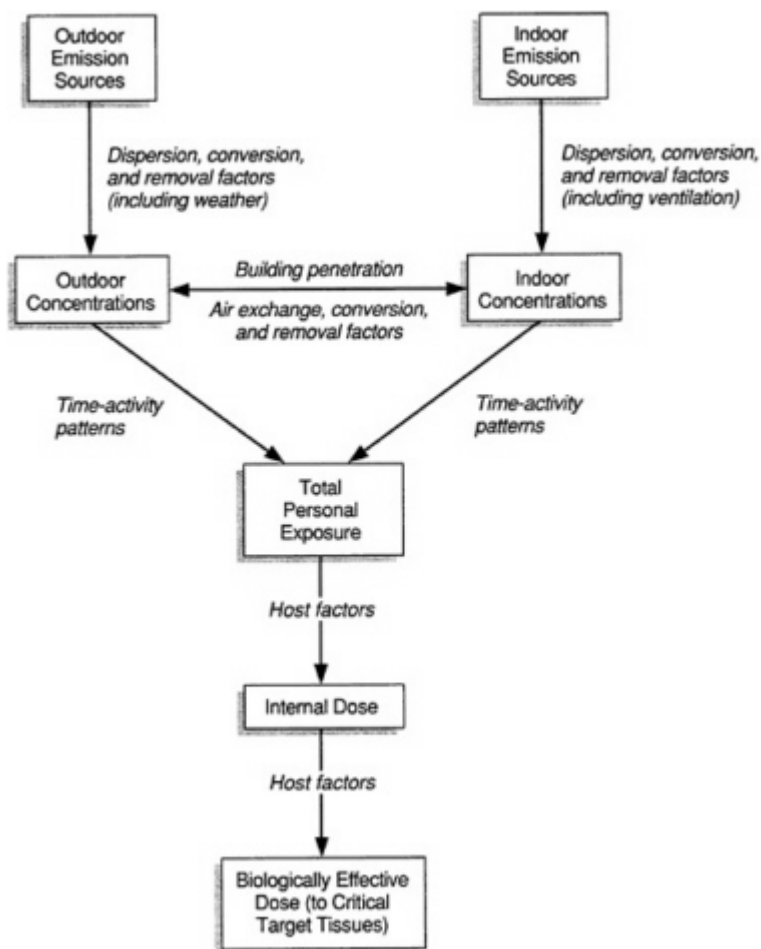 Outdoor
Emission
Sources
Indoor
Emission
Sources
Dispersion, conversion,
and removal factors
(including weather)
Dispersion, conversion,
and removal factors
(including ventilation)
Outdoor
Concentrations
Building penetration
Air exchange, conversion,
and removal factors
Indoor
Concentrations
Time-activity
patterns
Time-activity
patterns
Total
Personal
Exposure
Host factors
Internal Dose
Host factors
Biologically Effective
Dose (to Critical
Target Tissues)